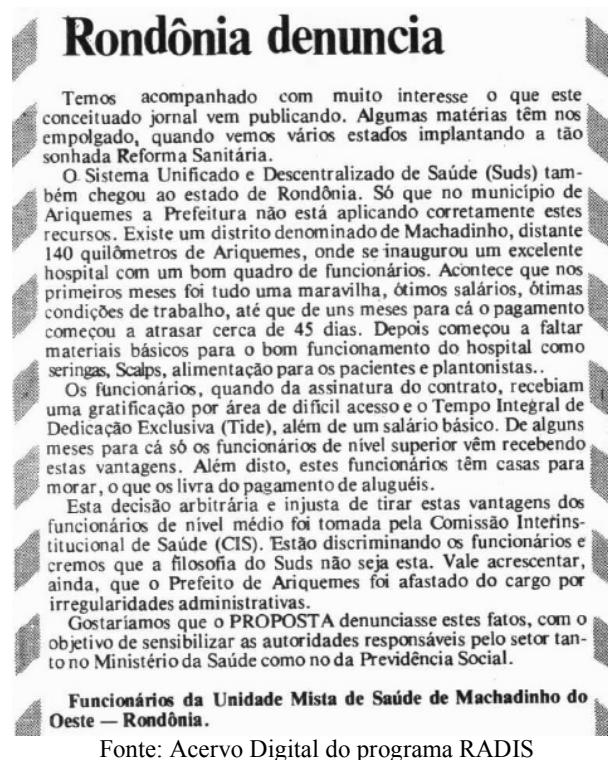 Rondônia denuncia
Temos acompanhado com muito interesse o que este
conceituado jornal vem publicando. Algumas matérias têm nos
empolgado, quando vemos vários estados implantando a tão
sonhada Reforma Sanitária.
O Sistema Unificado e Descentralizado de Saúde (Suds) tam-
bém chegou ao estado de Rondônia. Só que no município de
Ariquemes a Prefeitura não está aplicando corretamente estes
recursos. Existe um distrito denominado de Machadinho, distante
140 quilômetros de Ariquemes, onde se inaugurou um excelente
hospital com um bom quadro de funcionários. Acontece que nos
primeiros meses foi tudo uma maravilha, ótimos salários, ótimas
condições de trabalho, até que de uns meses para cá o pagamento
começou a atrasar cerca de 45 dias. Depois começou a faltar
materiais básicos para o bom funcionamento do hospital como
seringas, Scalps, alimentação para os pacientes e plantonistas..
Os funcionários, quando da assinatura do contrato, recebiam
uma gratificação por área de difícil acesso e o Tempo Integral de
Dedicação Exclusiva (Tide), além de um salário básico. De alguns
meses para cá só os funcionários de nível superior vêm recebendo
estas vantagens. Além disto, estes funcionários têm casas para
morar, o que os livra do pagamento de aluguéis.
Esta decisão arbitrária e injusta de tirar estas vantagens dos
funcionários de nível médio foi tomada pela Comissão Interins-
titucional de Saúde (CIS). Estão discriminando os funcionários e
cremos que a filosofia do Suds não seja esta. Vale acrescentar,
ainda, que o Prefeito de Ariquemes foi afastado do cargo por
irregularidades administrativas.
Gostaríamos que o PROPOSTA denunciasse estes fatos, com o
objetivo de sensibilizar as autoridades responsáveis pelo setor tan-
to no Ministério da Saúde como no da Previdência Social.
Funcionários da Unidade Mista de Saúde de Machadinho do
Oeste — Rondônia.
Fonte: Acervo Digital do programa RADIS